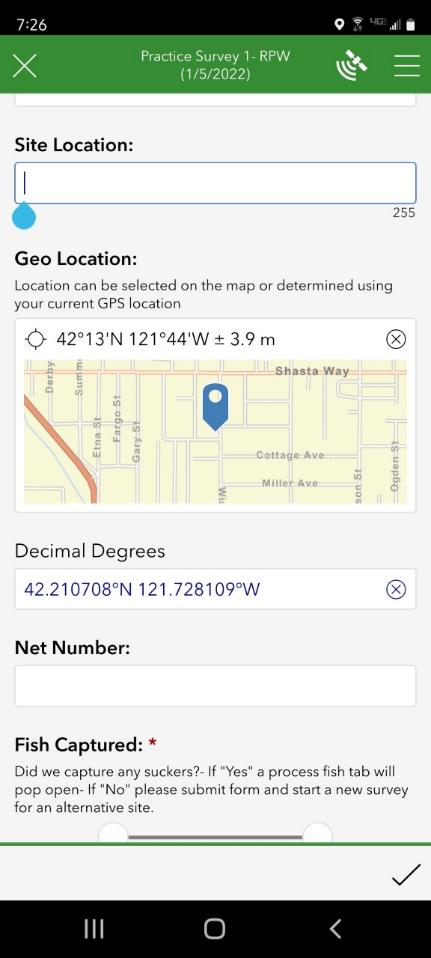 7:26
4GE
Practice Survey 1- RPW
(1/5/2022)
Site Location:
255
Geo Location:
Location can be selected on the map or determined using
your current GPS location
42°13'N 121°44'W ± 3.9 m
Derby
Summ
Shasta Way
Etna St
Fargo St
Gary St
Cottage Ave
Miller Ave
Wi
son St
Ogden St
Decimal Degrees
42.210708°N 121.728109°W
Net Number:
Fish Captured: *
Did we capture any suckers?- If "Yes" a process fish tab will
pop open- If "No" please submit form and start a new survey
for an alternative site.